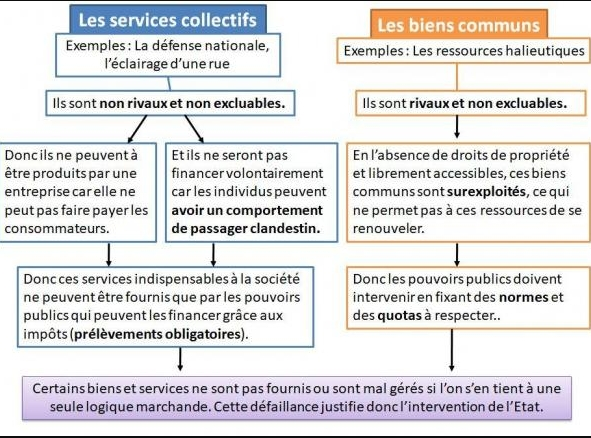 Les services collectifs
Exemples : La défense nationale,
l'éclairage d'une rue
Ils sont non rivaux et non excluables.
Donc ils ne peuvent à
être produits par une
entreprise car elle ne
peut pas faire payer les
consommateurs.
Et ils ne seront pas
financer volontairement
car les individus peuvent
avoir un comportement
de passager clandestin.
Donc ces services indispensables à la société
ne peuvent être fournis que par les pouvoirs
publics qui peuvent les financer grâce aux
impôts (prélèvements obligatoires).
Les biens communs
Exemples : Les ressources halieutiques
Ils sont rivaux et non excluables.
En l'absence de droits de propriété
et librement accessibles, ces biens
communs sont surexploités, ce qui
ne permet pas à ces ressources de se
renouveler.
Donc les pouvoirs publics doivent
intervenir en fixant des normes et
des quotas à respecter..
Certains biens et services ne sont pas fournis ou sont mal gérés si l'on s'en tient à une
seule logique marchande. Cette défaillance justifie donc l'intervention de l'Etat.